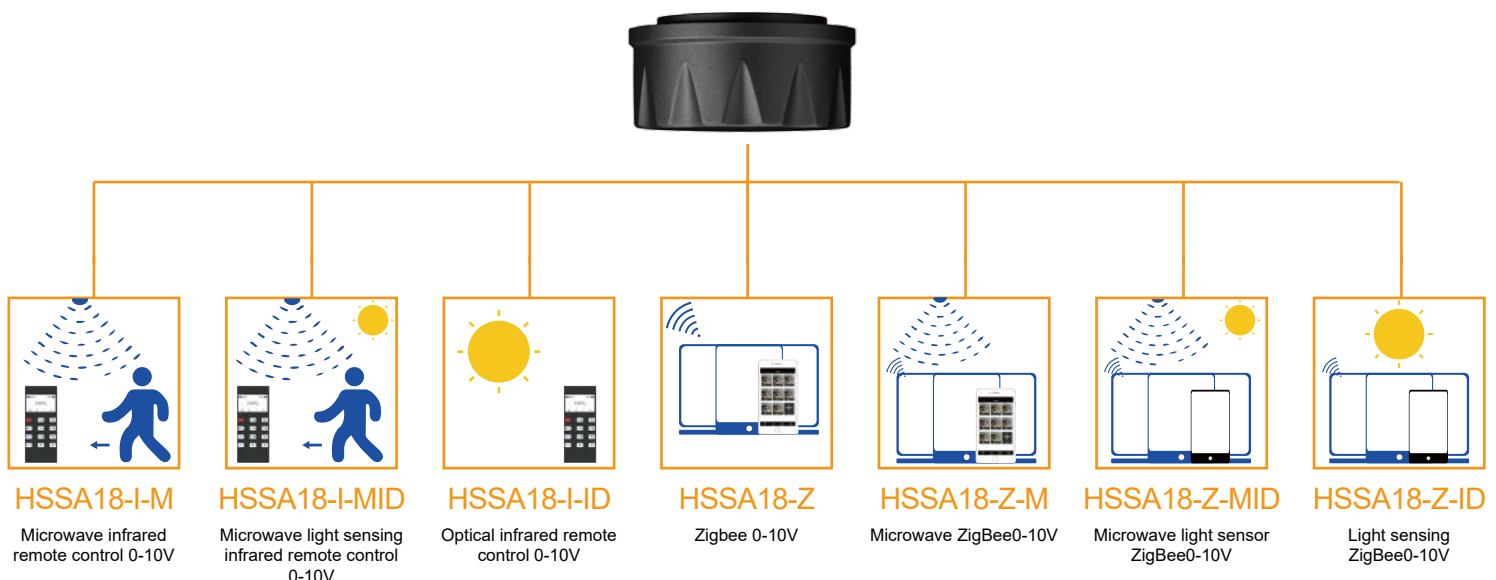 HSSA18-I-M
Microwave infrared
remote control 0-10V
HSSA18-I-MID
Microwave light sensing
infrared remote control
0-10V
HSSA18-I-ID
Optical infrared remote
control 0-10V
HSSA18-Z
Zigbee 0-10V
HSSA18-Z-M
Microwave ZigBee0-10V
HSSA18-Z-MID
Microwave light sensor
ZigBee0-10V
HSSA18-Z-ID
Light sensing
ZigBee0-10V